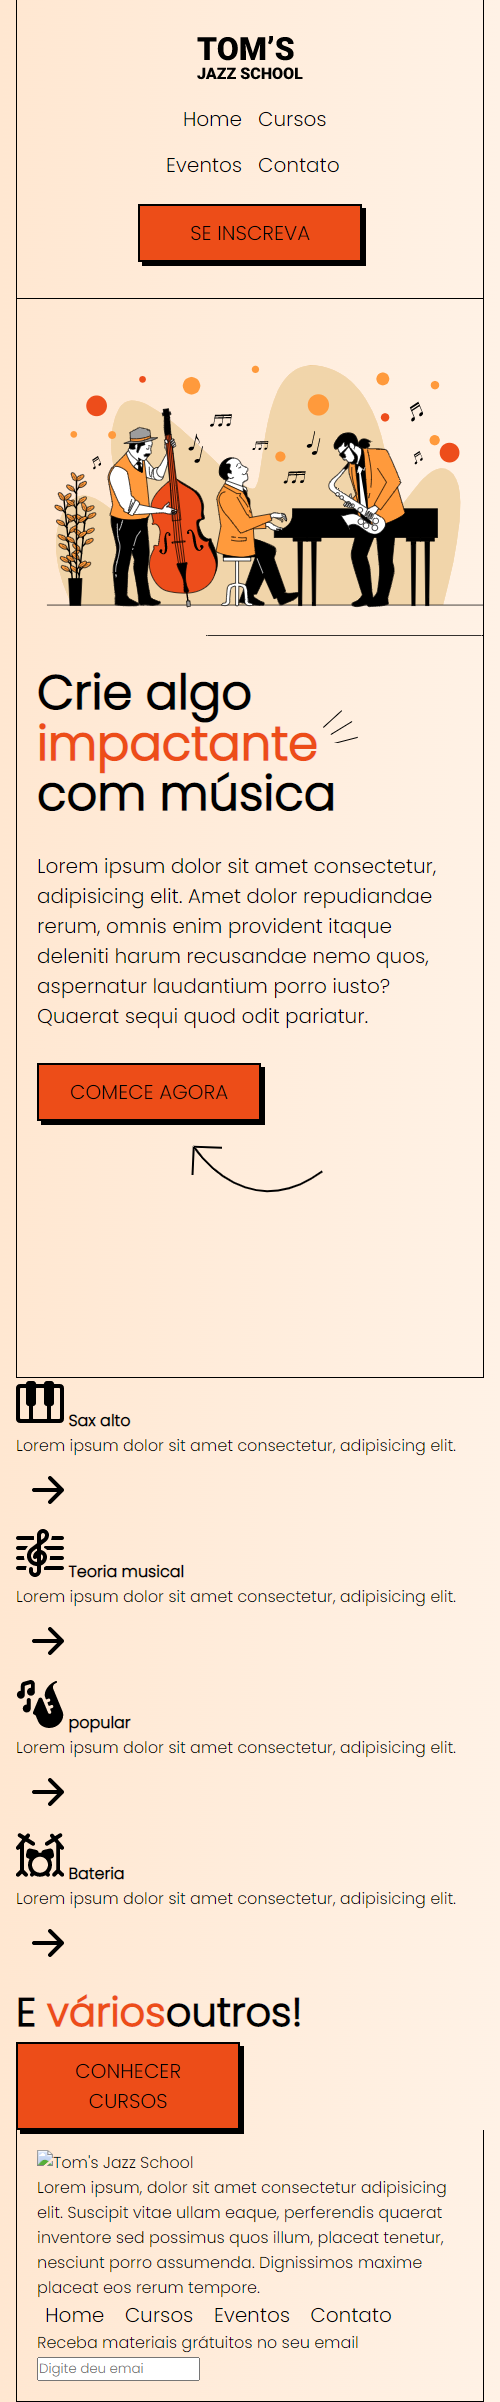 TOM'S
JAZZ SCHOOL
Home Cursos
Eventos Contato
SE INSCREVA
Crie algo
impactante
com música
Lorem ipsum dolor sit amet consectetur,
adipisicing elit. Amet dolor repudiandae
rerum, omnis enim provident itaque
deleniti harum recusandae nemo quos,
aspernatur laudantium porro iusto?
Quaerat sequi quod odit pariatur.
COMECE AGORA
Sax alto
Lorem ipsum dolor sit amet consectetur, adipisicing elit.
Teoria musical
Lorem ipsum dolor sit amet consectetur, adipisicing elit.
popular
Lorem ipsum dolor sit amet consectetur, adipisicing elit.
Bateria
Lorem ipsum dolor sit amet consectetur, adipisicing elit.
E váriosoutros!
CONHECER
CURSOS
Tom's Jazz School
Lorem ipsum, dolor sit amet consectetur adipisicing
elit. Suscipit vitae ullam eaque, perferendis quaerat
inventore sed possimus quos illum, placeat tenetur,
nesciunt porro assumenda. Dignissimos maxime
placeat eos rerum tempore.
Home Cursos Eventos Contato
Receba materiais grátuitos no seu email
Digite deu emai